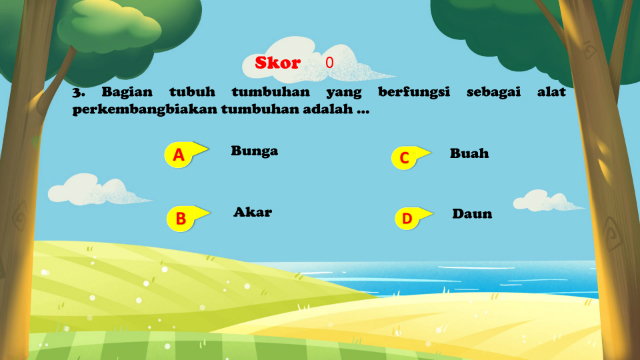 Skor 0
3. Bagian tubuh tumbuhan yang berfungsi sebagai alat
perkembangbiakan tumbuhan adalah ...
A Bunga
C Buah
B Akar
D Daun